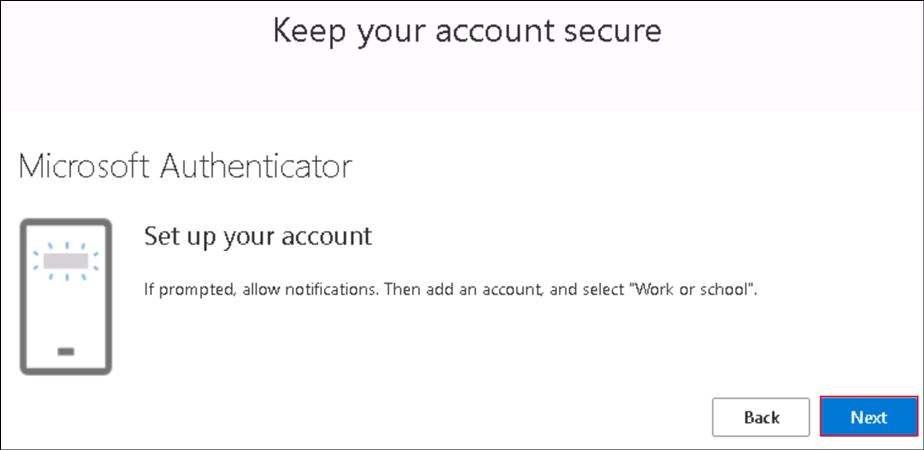 Keep your account secure
Microsoft Authenticator
Set up your account
If prompted, allow notifications. Then add an account, and select "Work or school".
Back
Next